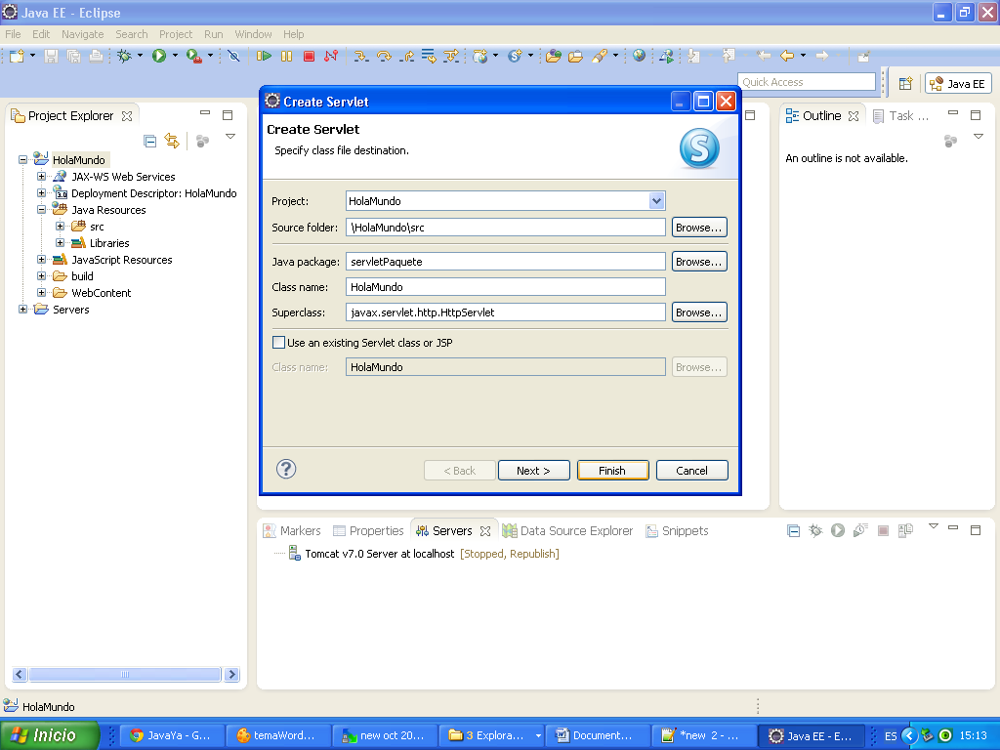 Java EE - Eclipse
File Edit Navigate Search Project Run Window Help
Quick Access
Java EE
Project Explorer
HolaMundo
JAX-WS Web Services
Deployment Descriptor: HolaMundo
Java Resources
src
Libraries
JavaScript Resources
build
WebContent
Servers
Create Servlet
Create Servlet
Specify class file destination.
S
Project: HolaMundo
Source folder: \HolaMundo\src Browse...
Java package: servletPaquete Browse...
Class name: HolaMundo
Superclass: javax.servlet.http.HttpServlet Browse...
Use an existing Servlet class or JSP
Class name: HolaMundo Browse...
? < Back Next > Finish Cancel
Outline Task ...
An outline is not available.
Markers Properties Servers Data Source Explorer Snippets
Tomcat v7.0 Server at localhost [Stopped, Republish]
HolaMundo
Inicio JavaYa - G... temaWord... new oct 20... 3 Explora... Document... *new 2 - ... Java EE - E... ES 15:13